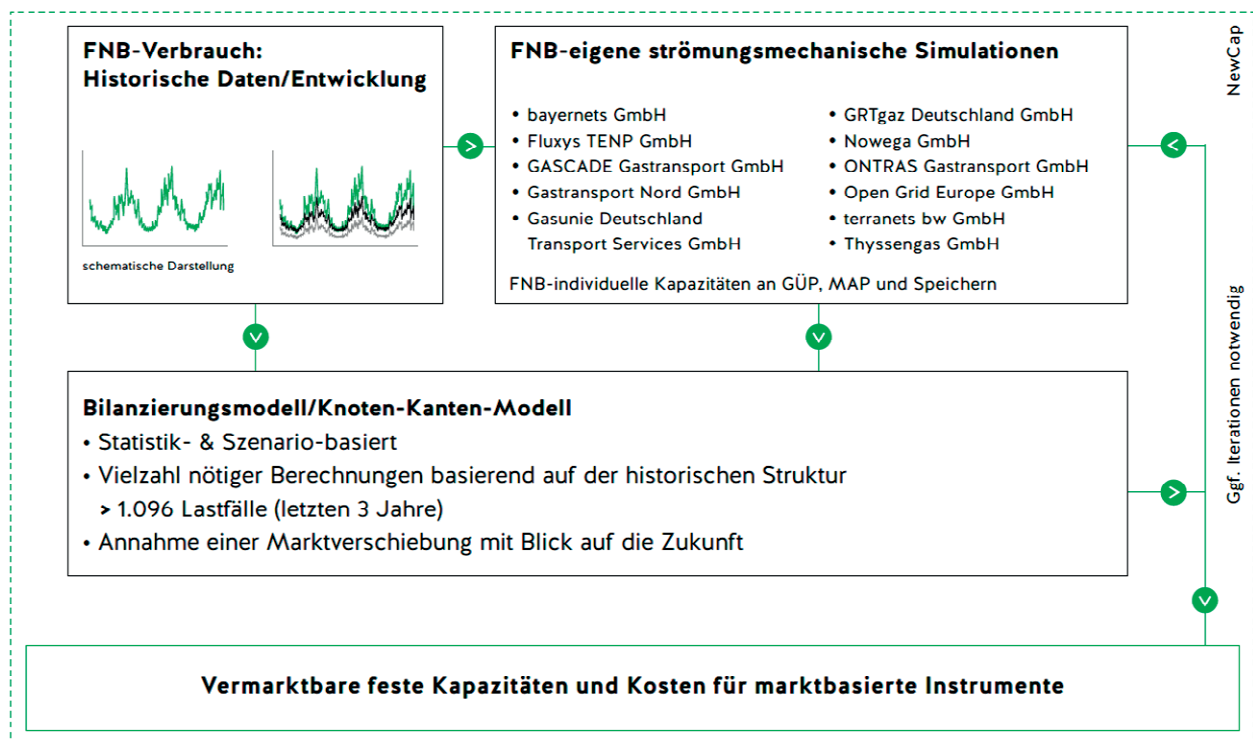 NewCap
FNB-Verbrauch:
Historische Daten/Entwicklung
schematische Darstellung
FNB-eigene strömungsmechanische Simulationen
• bayernets GmbH
• Fluxys TENP GmbH
• GASCADE Gastransport GmbH
• Gastransport Nord GmbH
• Gasunie Deutschland
Transport Services GmbH
• GRTgaz Deutschland GmbH
• Nowega GmbH
• ONTRAS Gastransport GmbH
• Open Grid Europe GmbH
• terranets bw GmbH
• Thyssengas GmbH
FNB-individuelle Kapazitäten an GÜP, MAP und Speichern
Ggf. Iterationen notwendig
Bilanzierungsmodell/Knoten-Kanten-Modell
• Statistik- & Szenario-basiert
• Vielzahl nötiger Berechnungen basierend auf der historischen Struktur
> 1.096 Lastfälle (letzten 3 Jahre)
• Annahme einer Marktverschiebung mit Blick auf die Zukunft
Vermarktbare feste Kapazitäten und Kosten für marktbasierte Instrumente